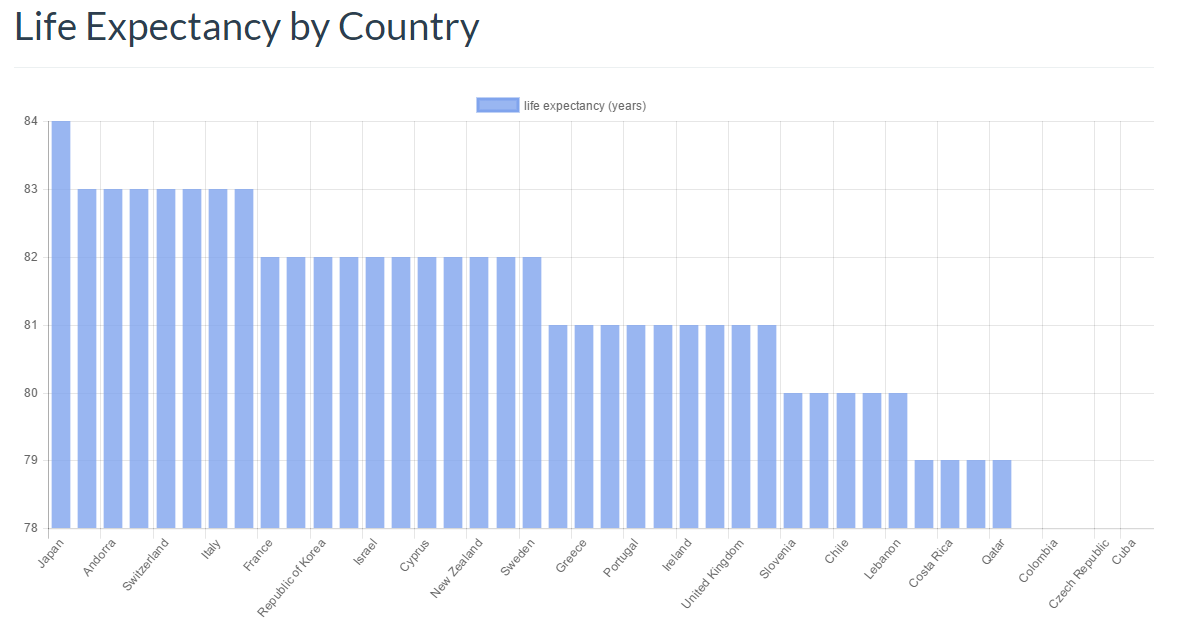 Life Expectancy by Country
life expectancy (years)
84
83
82
81
80
79
78
Japan
Andorra
Switzerland
Italy
France
Republic of Korea
Israel
Cyprus
New Zealand
Sweden
Greece
Portugal
Ireland
United Kingdom
Slovenia
Chile
Lebanon
Costa Rica
Qatar
Colombia
Czech Republic
Cuba